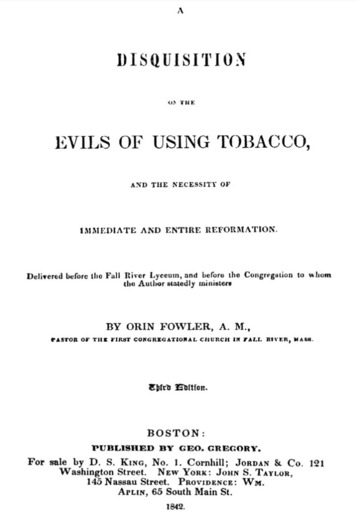 A
DISQUISITION
ON THE
EVILS OF USING TOBACCO,
AND THE NECESSITY OF
IMMEDIATE AND ENTIRE REFORMATION.
Delivered before the Fall River Lyceum, and before the Congregation to whom
the Author statedly ministers
BY ORIN FOWLER, A. M.,
PASTOR OF THE FIRST CONGREGATIONAL CHURCH IN FALL RIVER, MASS.
Third Edition.
BOSTON:
PUBLISHED BY GEO. GREGORY.
For sale by D. S. KING, No. 1. Cornhill; JORDAN & Co. 121
Washington Street. NEW YORK: JOHN S. TAYLOR,
145 Nassau Street. PROVIDENCE: WM.
APLIN, 65 South Main St.
1842.